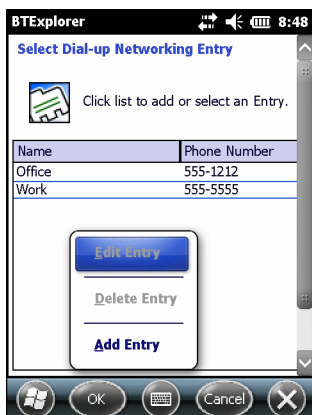 BTExplorer 8:48
Select Dial-up Networking Entry
Click list to add or select an Entry.
Name Phone Number
Office 555-1212
Work 555-5555
Edit Entry
Delete Entry
Add Entry
OK Cancel